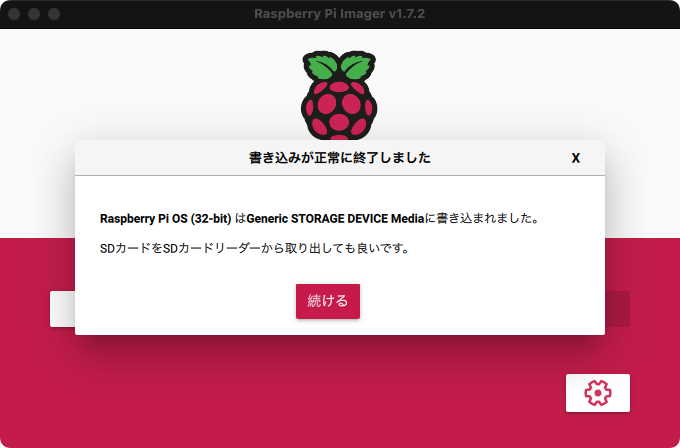 Raspberry Pi Imager v1.7.2
書き込みが正常に終了しました X
Raspberry Pi OS (32-bit) はGeneric STORAGE DEVICE Mediaに書き込まれました。
SDカードをSDカードリーダーから取り出しても良いです。
続ける